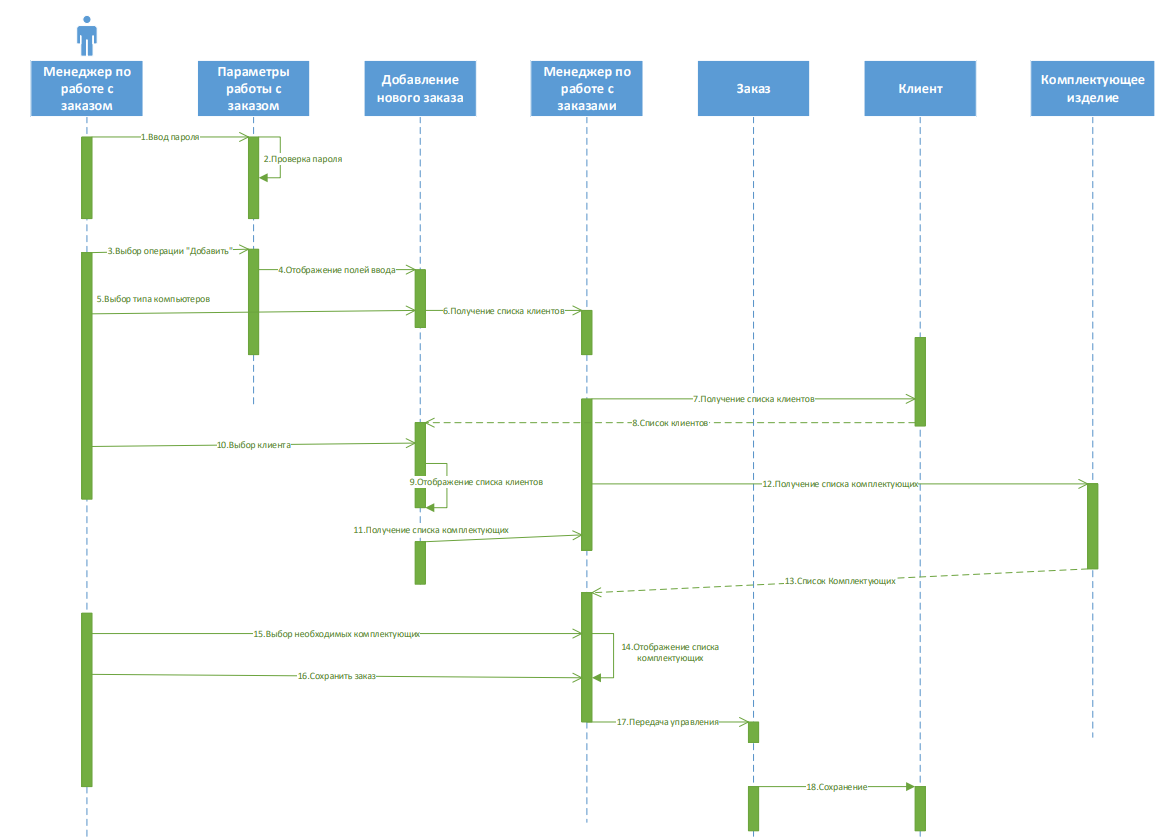 Менеджер по
работе с
заказом
Параметры
работы с
заказом
Добавление
нового заказа
Менеджер по
работе с
заказами
Заказ
Клиент
Комплектующее
изделие
1.Ввод пароля
2.Проверка пароля
3.Выбор операции "Добавить"
4.Отображение полей ввода
5.Выбор типа компьютеров
6.Получение списка клиентов
7.Получение списка клиентов
8.Список клиентов
10.Выбор клиента
9.Отображение списка клиентов
12.Получение списка комплектующих
11.Получение списка комплектующих
13.Список Комплектующих
15.Выбор необходимых комплектующих
14.Отображение списка
комплектующих
16.Сохранить заказ
17.Передача управления
18.Сохранение